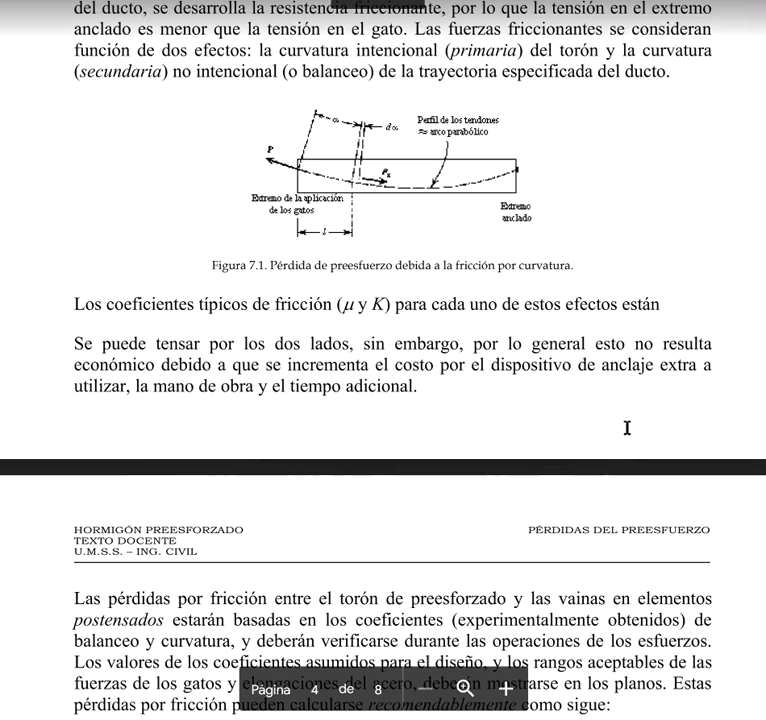 del ducto, se desarrolla la resistencia friccionante, por lo que la tensión en el extremo
anclado es menor que la tensión en el gato. Las fuerzas friccionantes se consideran
función de dos efectos: la curvatura intencional (primaria) del torón y la curvatura
(secundaria) no intencional (o balanceo) de la trayectoria especificada del ducto.
α
dα
Perfil de los tendones
≈ arco parabólico
P
Extremo de la aplicación
de los gatos
Extremo
anclado
l
Figura 7.1. Pérdida de preesfuerzo debida a la fricción por curvatura.
Los coeficientes típicos de fricción (μ y K) para cada uno de estos efectos están
Se puede tensar por los dos lados, sin embargo, por lo general esto no resulta
económico debido a que se incrementa el costo por el dispositivo de anclaje extra a
utilizar, la mano de obra y el tiempo adicional.
HORMIGÓN PREESFORZADO
PÉRDIDAS DEL PREESFUERZO
TEXTO DOCENTE
U.M.S.S. – ING. CIVIL
Las pérdidas por fricción entre el torón de preesforzado y las vainas en elementos
postensados estarán basadas en los coeficientes (experimentalmente obtenidos) de
balanceo y curvatura, y deberán verificarse durante las operaciones de los esfuerzos.
Los valores de los coeficientes asumidos para el diseño, y los rangos aceptables de las
fuerzas de los gatos y elongaciones del acero, deberán mostrarse en los planos. Estas
Página 4 de 8
pérdidas por fricción pueden calcularse recomendablemente como sigue: